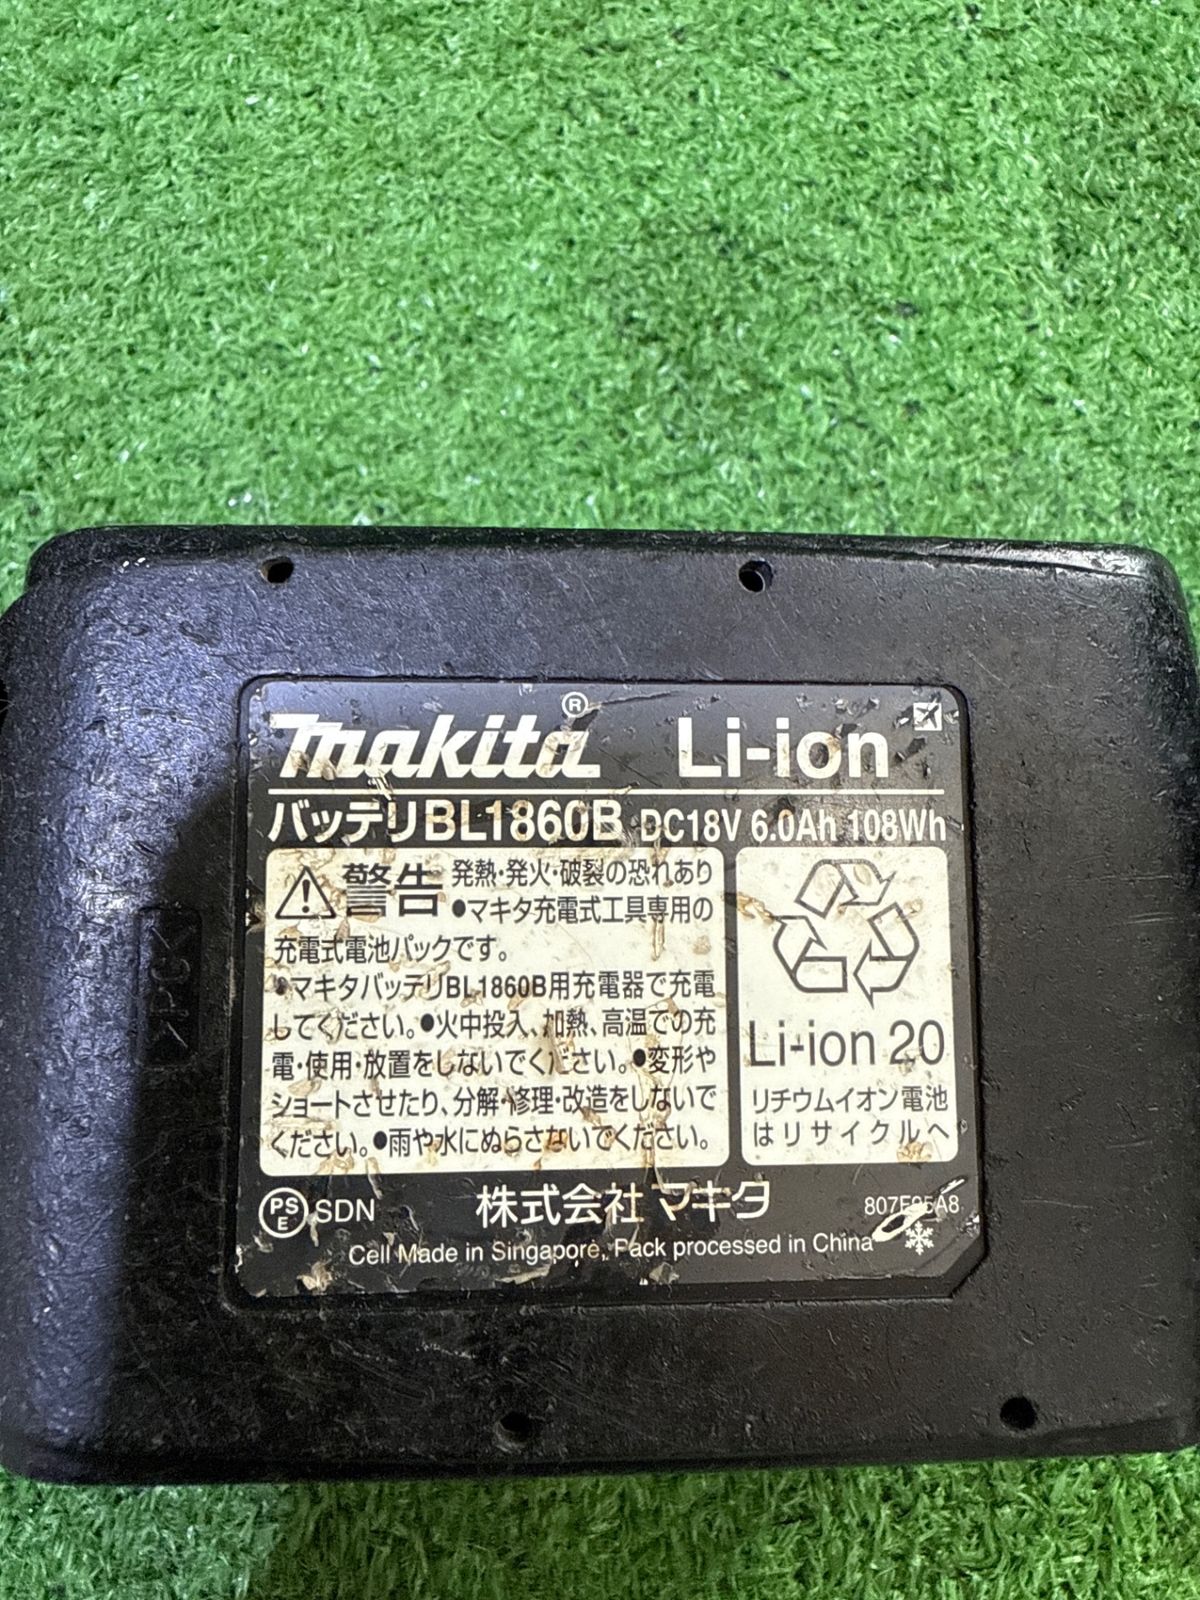 makita® Li-ion
バッテリBL1860B DC18V 6.0Ah 108Wh
警告 発熱・発火・破裂の恐れあり
●マキタ充電式工具専用の
充電式電池パックです。
●マキタバッテリBL1860B用充電器で充電
してください。●火中投入、加熱、高温での充
電・使用・放置をしないでください。●変形や
ショートさせたり、分解・修理・改造をしないで
ください。●雨や水にぬらさないでください。
Li-ion 20
リチウムイオン電池
はリサイクルへ
PS
E
SDN
株式会社 マキタ
Cell Made in Singapore, Pack processed in China
>PC<